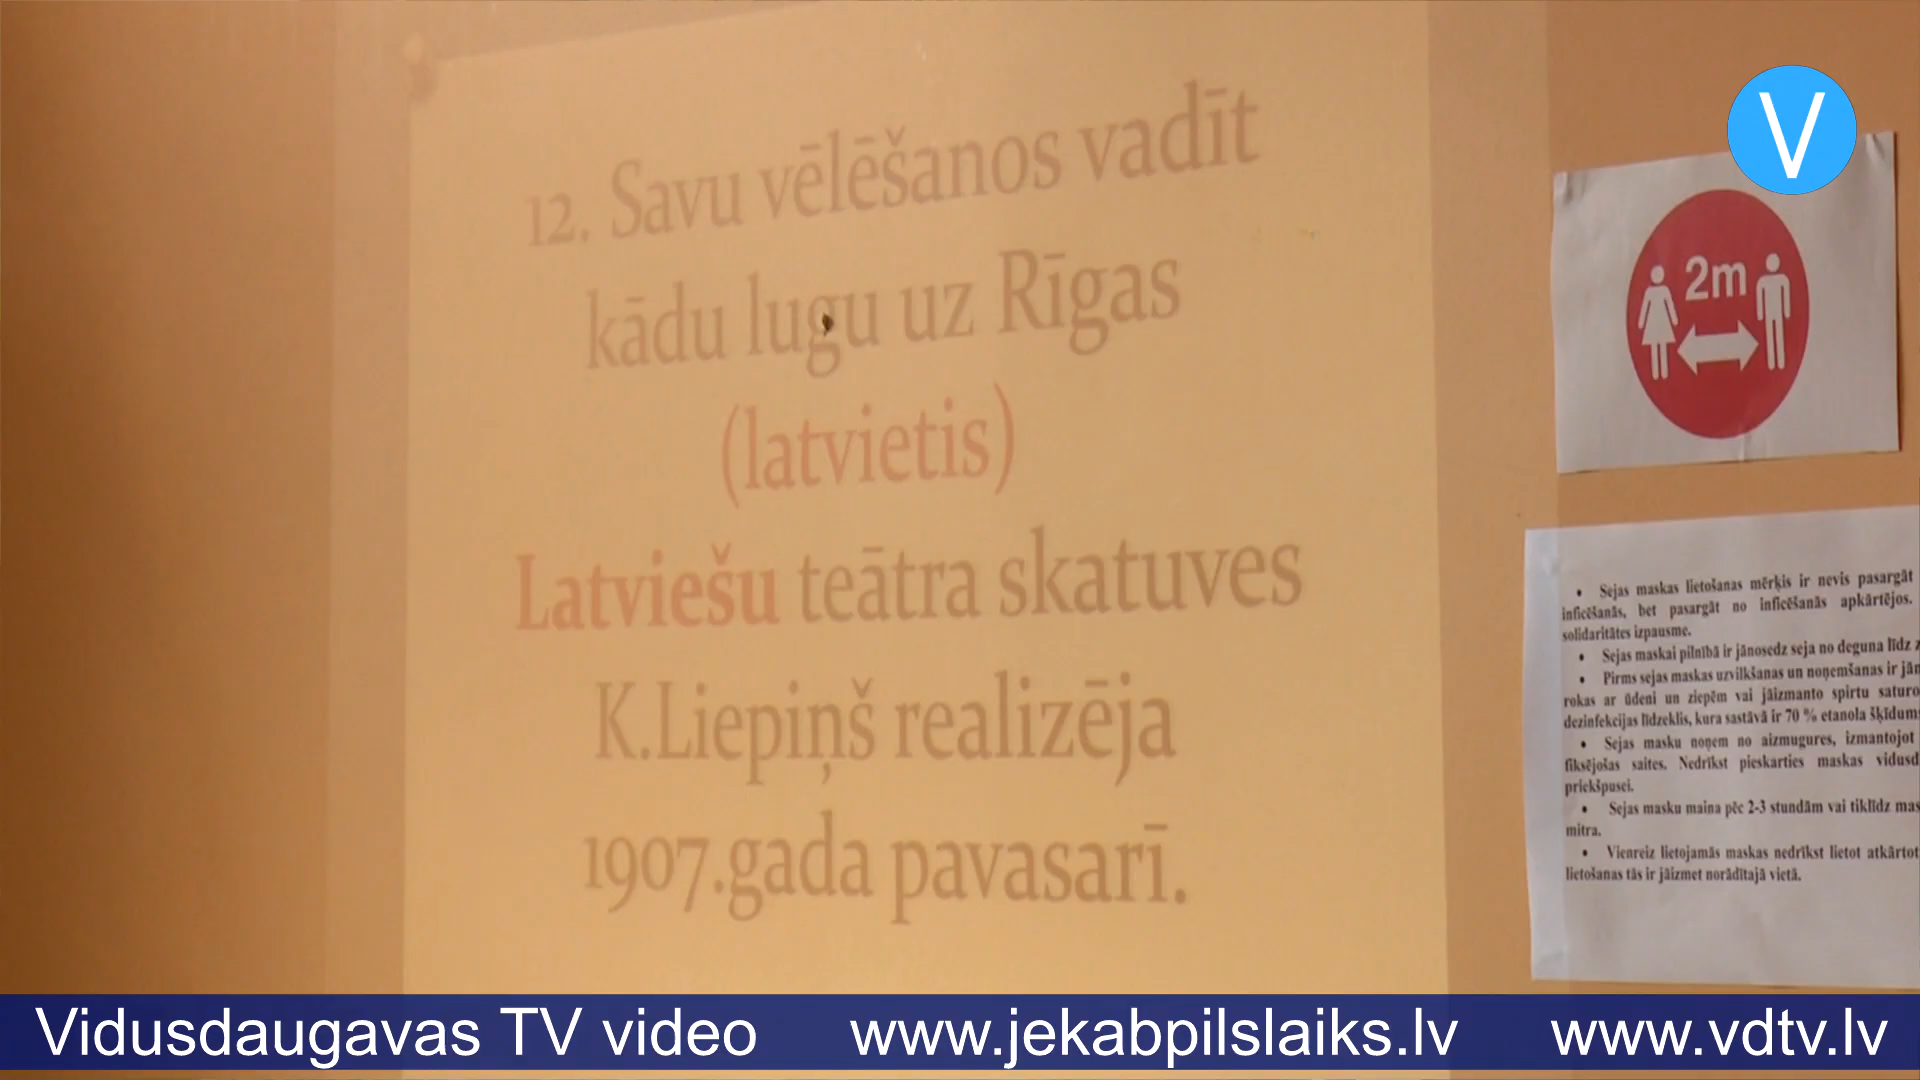 12. Savu vēlēšanos vadīt
kādu lugu uz Rīgas
(latvietis)
Latviešu teātra skatuves
K.Liepiņš realizēja
1907.gada pavasarī.
V
2m
• Sejas maskas lietošanas mērķis ir nevis pasargāt
inficēšanās, bet pasargāt no inficēšanās apkārtējos.
solidaritātes izpausme.
• Sejas maskai pilnībā ir jānosedz seja no deguna līdz
• Pirms sejas maskas uzvilkšanas un noņemšanas ir
rokas ar ūdeni un ziepēm vai jāizmanto spirtu
dezinfekcijas līdzeklis, kura sastāvā ir 70 % etanola
• Sejas masku noņem no aizmugures, izmantojot
fiksējošas saites. Nedrīkst pieskarties maskas
priekšpusei.
• Sejas masku maina pēc 2-3 stundām vai tiklīdz
mitra.
• Vienreiz lietojamās maskas nedrīkst lietot
lietošanas tās ir jāizmet norādītajā vietā.
Vidusdaugavas TV video www.jekabpilslaiks.lv www.vdtv.lv